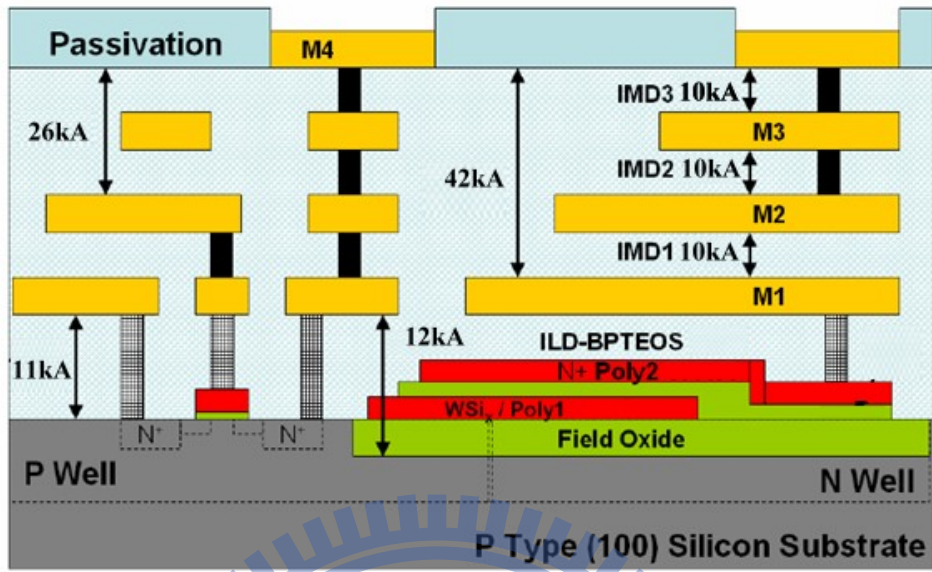 Passivation
M4
IMD3 10kA
26kA
M3
42kA
IMD2 10kA
M2
IMD1 10kA
M1
12kA
ILD-BPTEOS
11kA
N+ Poly2
WSiₓ / Poly1
N⁺
N⁺
Field Oxide
P Well
N Well
P Type (100) Silicon Substrate